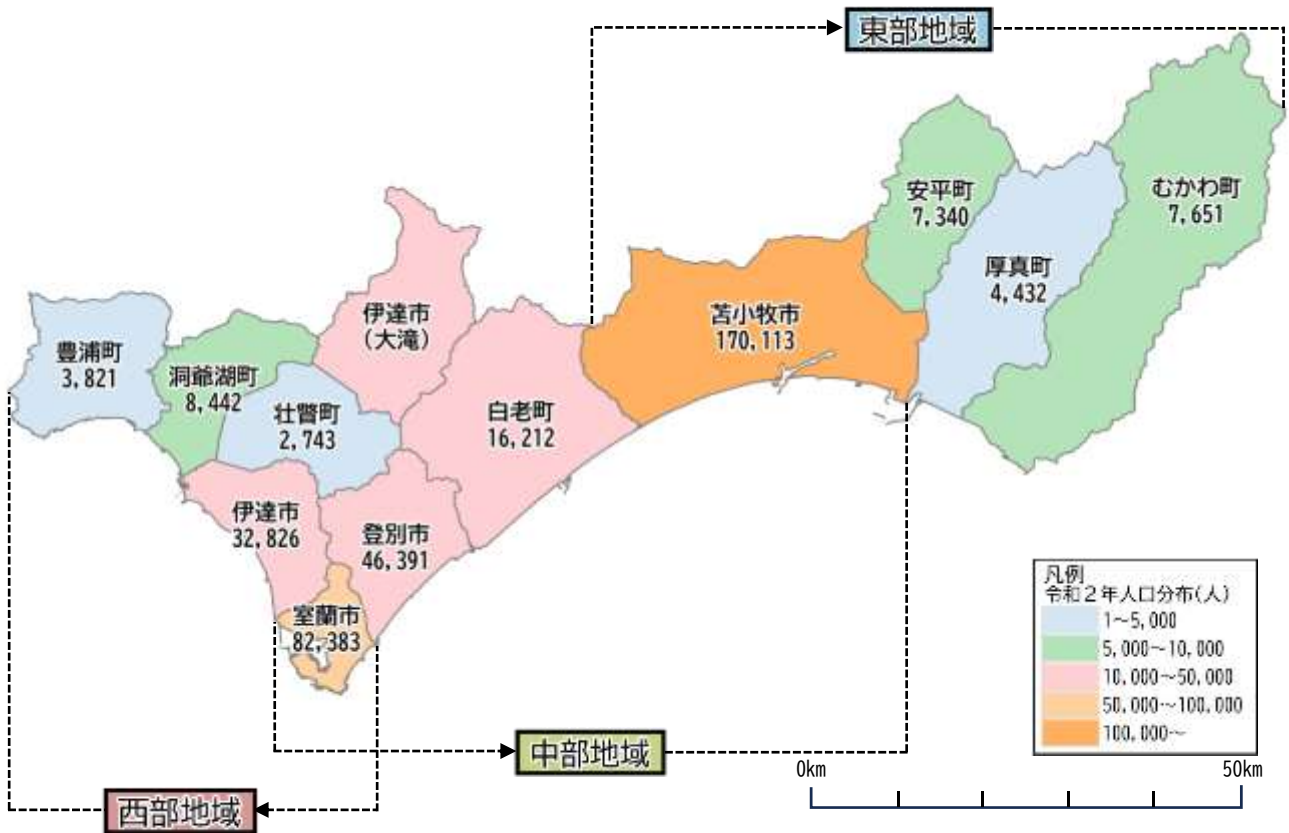 東部地域
安平町
7,340
むかわ町
7,651
厚真町
4,432
苫小牧市
170,113
伊達市
(大滝)
豊浦町
3,821
洞爺湖町
8,442
壮瞥町
2,743
白老町
16,212
伊達市
32,826
登別市
46,391
室蘭市
82,383
中部地域
西部地域
凡例
令和2年人口分布(人)
1～5,000
5,000～10,000
10,000～50,000
50,000～100,000
100,000～
0km
50km